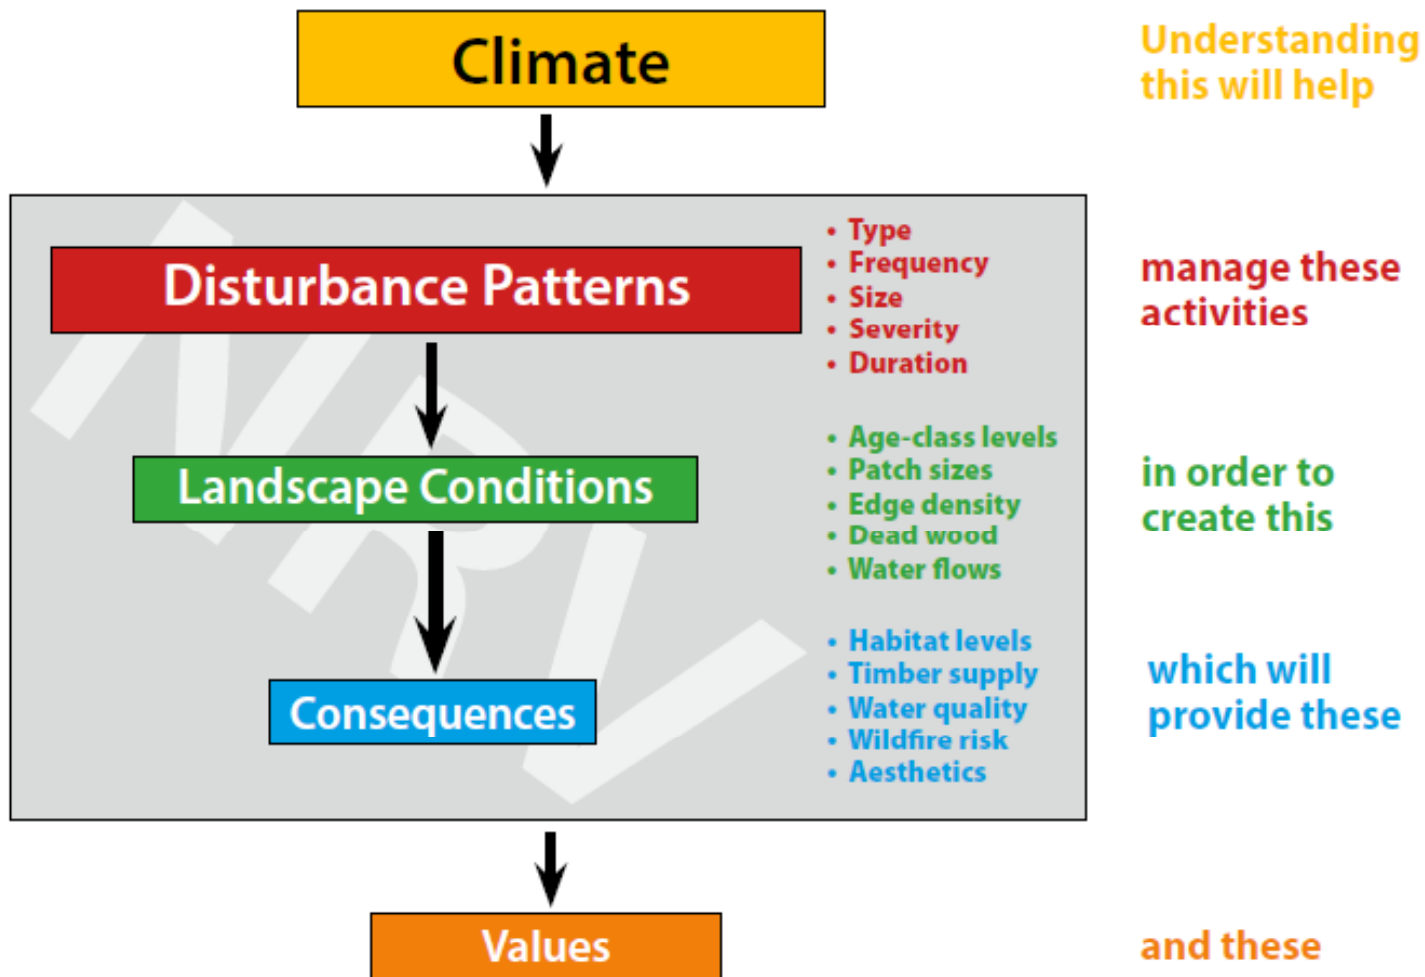 Climate
Understanding
this will help
NRV
Disturbance Patterns
• Type
• Frequency
• Size
• Severity
• Duration
manage these
activities
Landscape Conditions
• Age-class levels
• Patch sizes
• Edge density
• Dead wood
• Water flows
in order to
create this
Consequences
• Habitat levels
• Timber supply
• Water quality
• Wildfire risk
• Aesthetics
which will
provide these
Values
and these